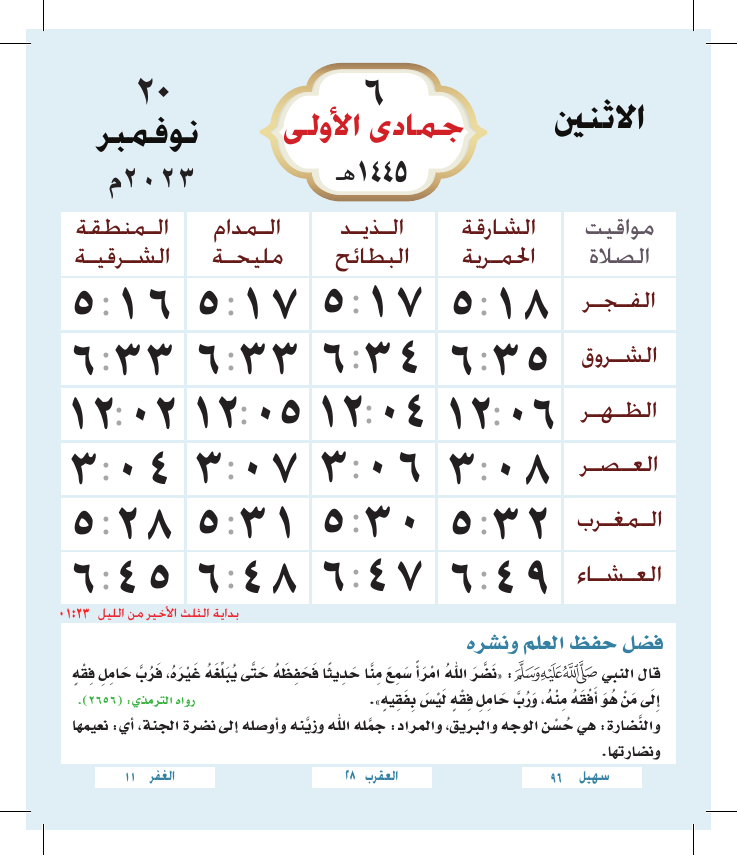 الاثنين
٦
جمادى الأولى
١٤٤٥هـ
٢٠
نوفمبر
٢٠٢٣م
مواقيت الصلاة	الشارقة الحمرية	الذيد البطائح	المدام مليحة	المنطقة الشرقية
الفجر	٥:١٨	٥:١٧	٥:١٧	٥:١٦
الشروق	٦:٣٥	٦:٣٤	٦:٣٣	٦:٣٣
الظهر	١٢:٠٦	١٢:٠٤	١٢:٠٥	١٢:٠٢
العصر	٣:٠٨	٣:٠٦	٣:٠٧	٣:٠٤
المغرب	٥:٣٢	٥:٣٠	٥:٣١	٥:٢٨
العشاء	٦:٤٩	٦:٤٧	٦:٤٨	٦:٤٥
بداية الثلث الأخير من الليل ٠١:٢٣
فضل حفظ العلم ونشره
قال النبي صَلَّى اللَّهُ عَلَيْهِ وَسَلَّمَ: «نَضَّرَ اللهُ امْرَأً سَمِعَ مِنَّا حَدِيثًا فَحَفِظَهُ حَتَّى يُبَلِّغَهُ غَيْرَهُ، فَرُبَّ حَامِلِ فِقْهٍ
إِلَى مَنْ هُوَ أَفْقَهُ مِنْهُ، وَرُبَّ حَامِلِ فِقْهٍ لَيْسَ بِفَقِيهٍ». رواه الترمذي: (٢٦٥٦).
والنَّضارة: هي حُسْن الوجه والبريق، والمراد: جمَّله الله وزيَّنه وأوصله إلى نضرة الجنة، أي: نعيمها
ونضارتها.
سهيل ٩٦	العقرب ٢٨	الغفر ١١